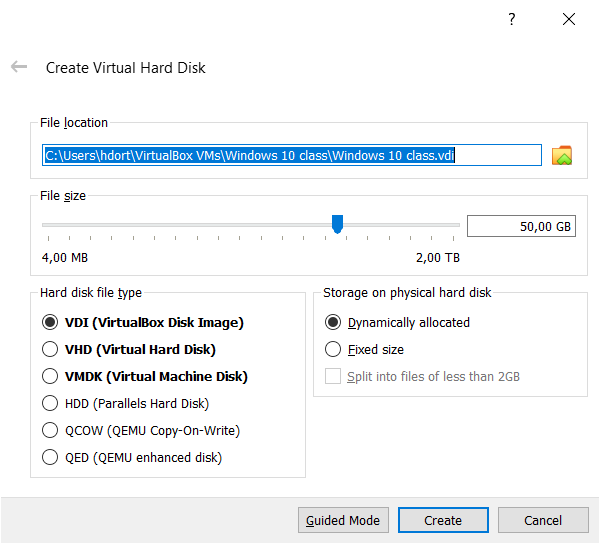 ?
Create Virtual Hard Disk
File location
C:\Users\hdort\VirtualBox VMs\Windows 10 class\Windows 10 class.vdi
File size
50,00 GB
4,00 MB 2,00 TB
Hard disk file type
VDI (VirtualBox Disk Image)
VHD (Virtual Hard Disk)
VMDK (Virtual Machine Disk)
HDD (Parallels Hard Disk)
QCOW (QEMU Copy-On-Write)
QED (QEMU enhanced disk)
Storage on physical hard disk
Dynamically allocated
Fixed size
Split into files of less than 2GB
Guided Mode Create Cancel